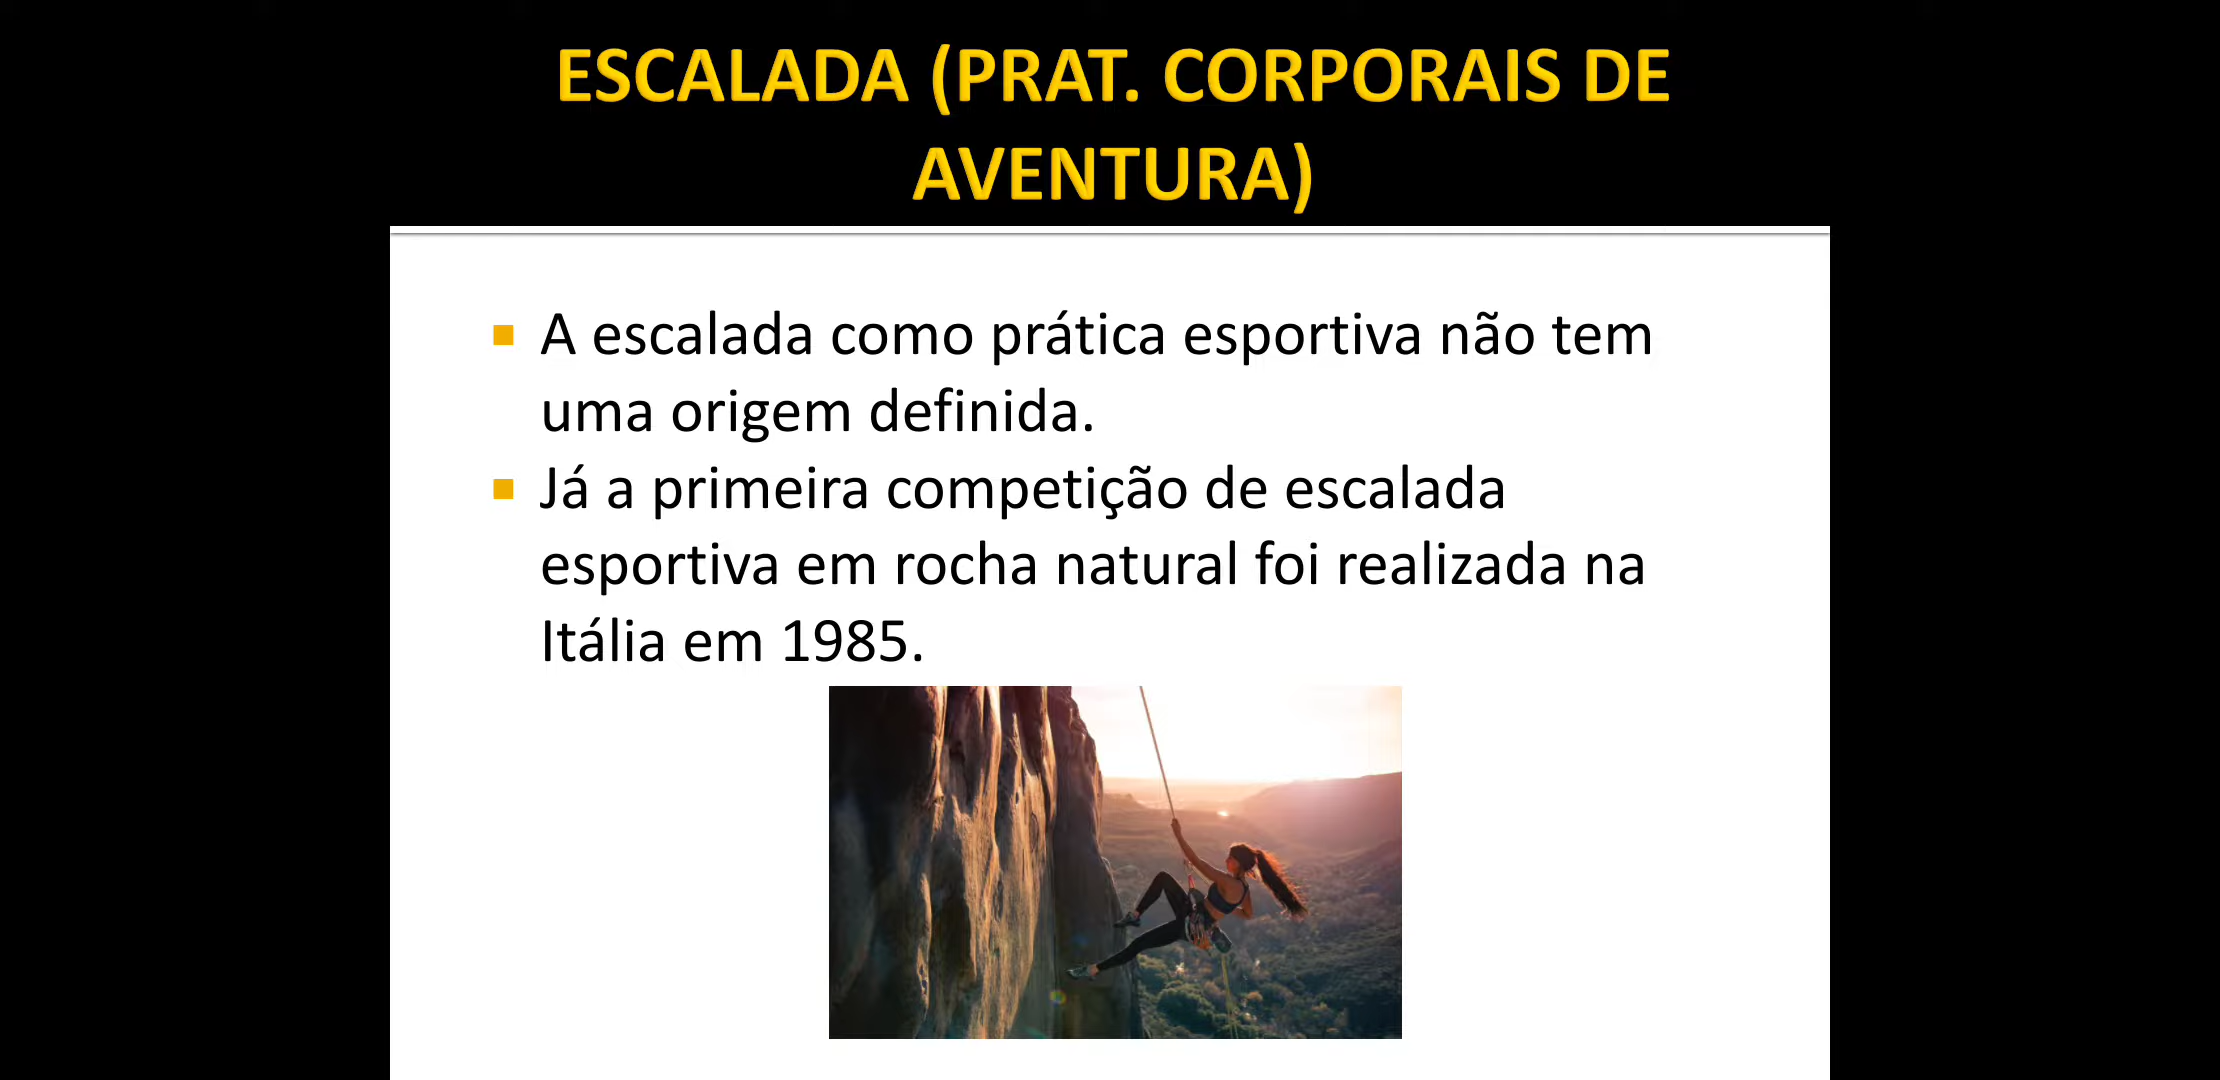 ESCALADA (PRAT. CORPORAIS DE
AVENTURA)
A escalada como prática esportiva não tem
uma origem definida.
Já a primeira competição de escalada
esportiva em rocha natural foi realizada na
Itália em 1985.